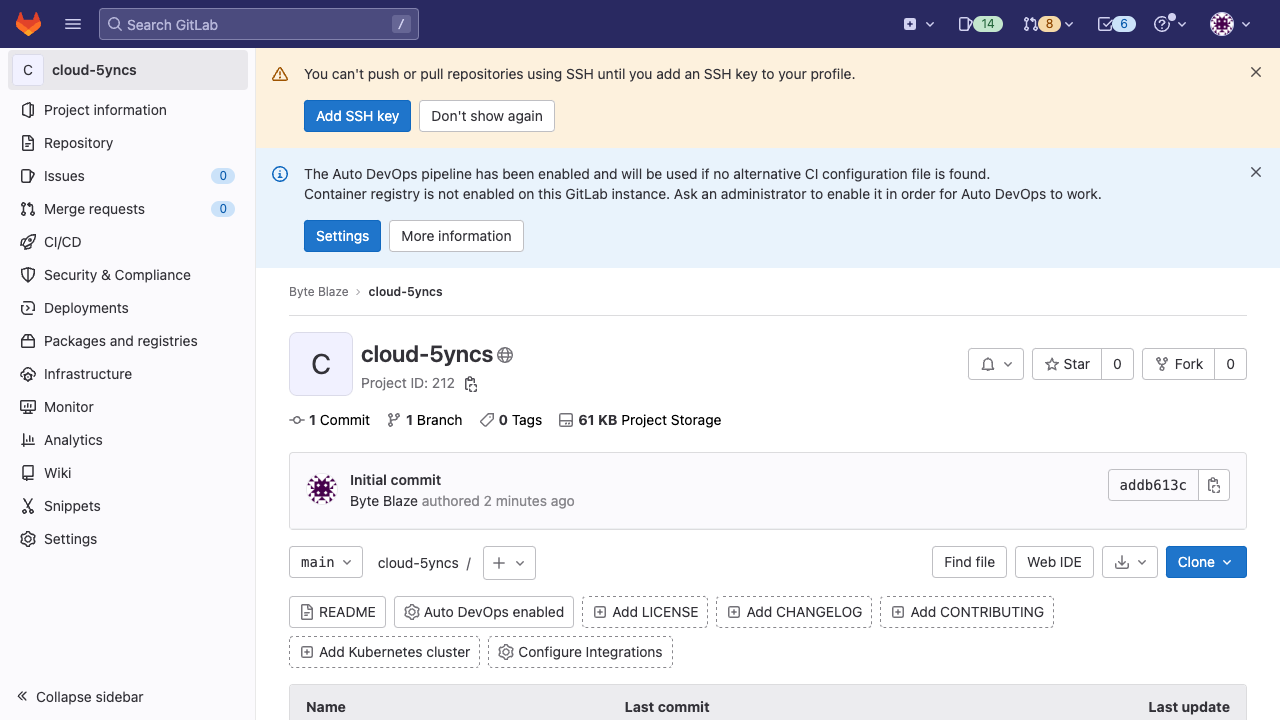 Search GitLab
/
14
8
6
C
cloud-5yncs
Project information
Repository
Issues
0
Merge requests
0
CI/CD
Security & Compliance
Deployments
Packages and registries
Infrastructure
Monitor
Analytics
Wiki
Snippets
Settings
Collapse sidebar
You can't push or pull repositories using SSH until you add an SSH key to your profile.
Add SSH key
Don't show again
The Auto DevOps pipeline has been enabled and will be used if no alternative CI configuration file is found.
Container registry is not enabled on this GitLab instance. Ask an administrator to enable it in order for Auto DevOps to work.
Settings
More information
Byte Blaze
cloud-5yncs
C
cloud-5yncs
Project ID: 212
Star
0
Fork
0
1 Commit
1 Branch
0 Tags
61 KB Project Storage
Initial commit
Byte Blaze authored 2 minutes ago
addb613c
main
cloud-5yncs /
Find file
Web IDE
Clone
README
Auto DevOps enabled
Add LICENSE
Add CHANGELOG
Add CONTRIBUTING
Add Kubernetes cluster
Configure Integrations
Name
Last commit
Last update